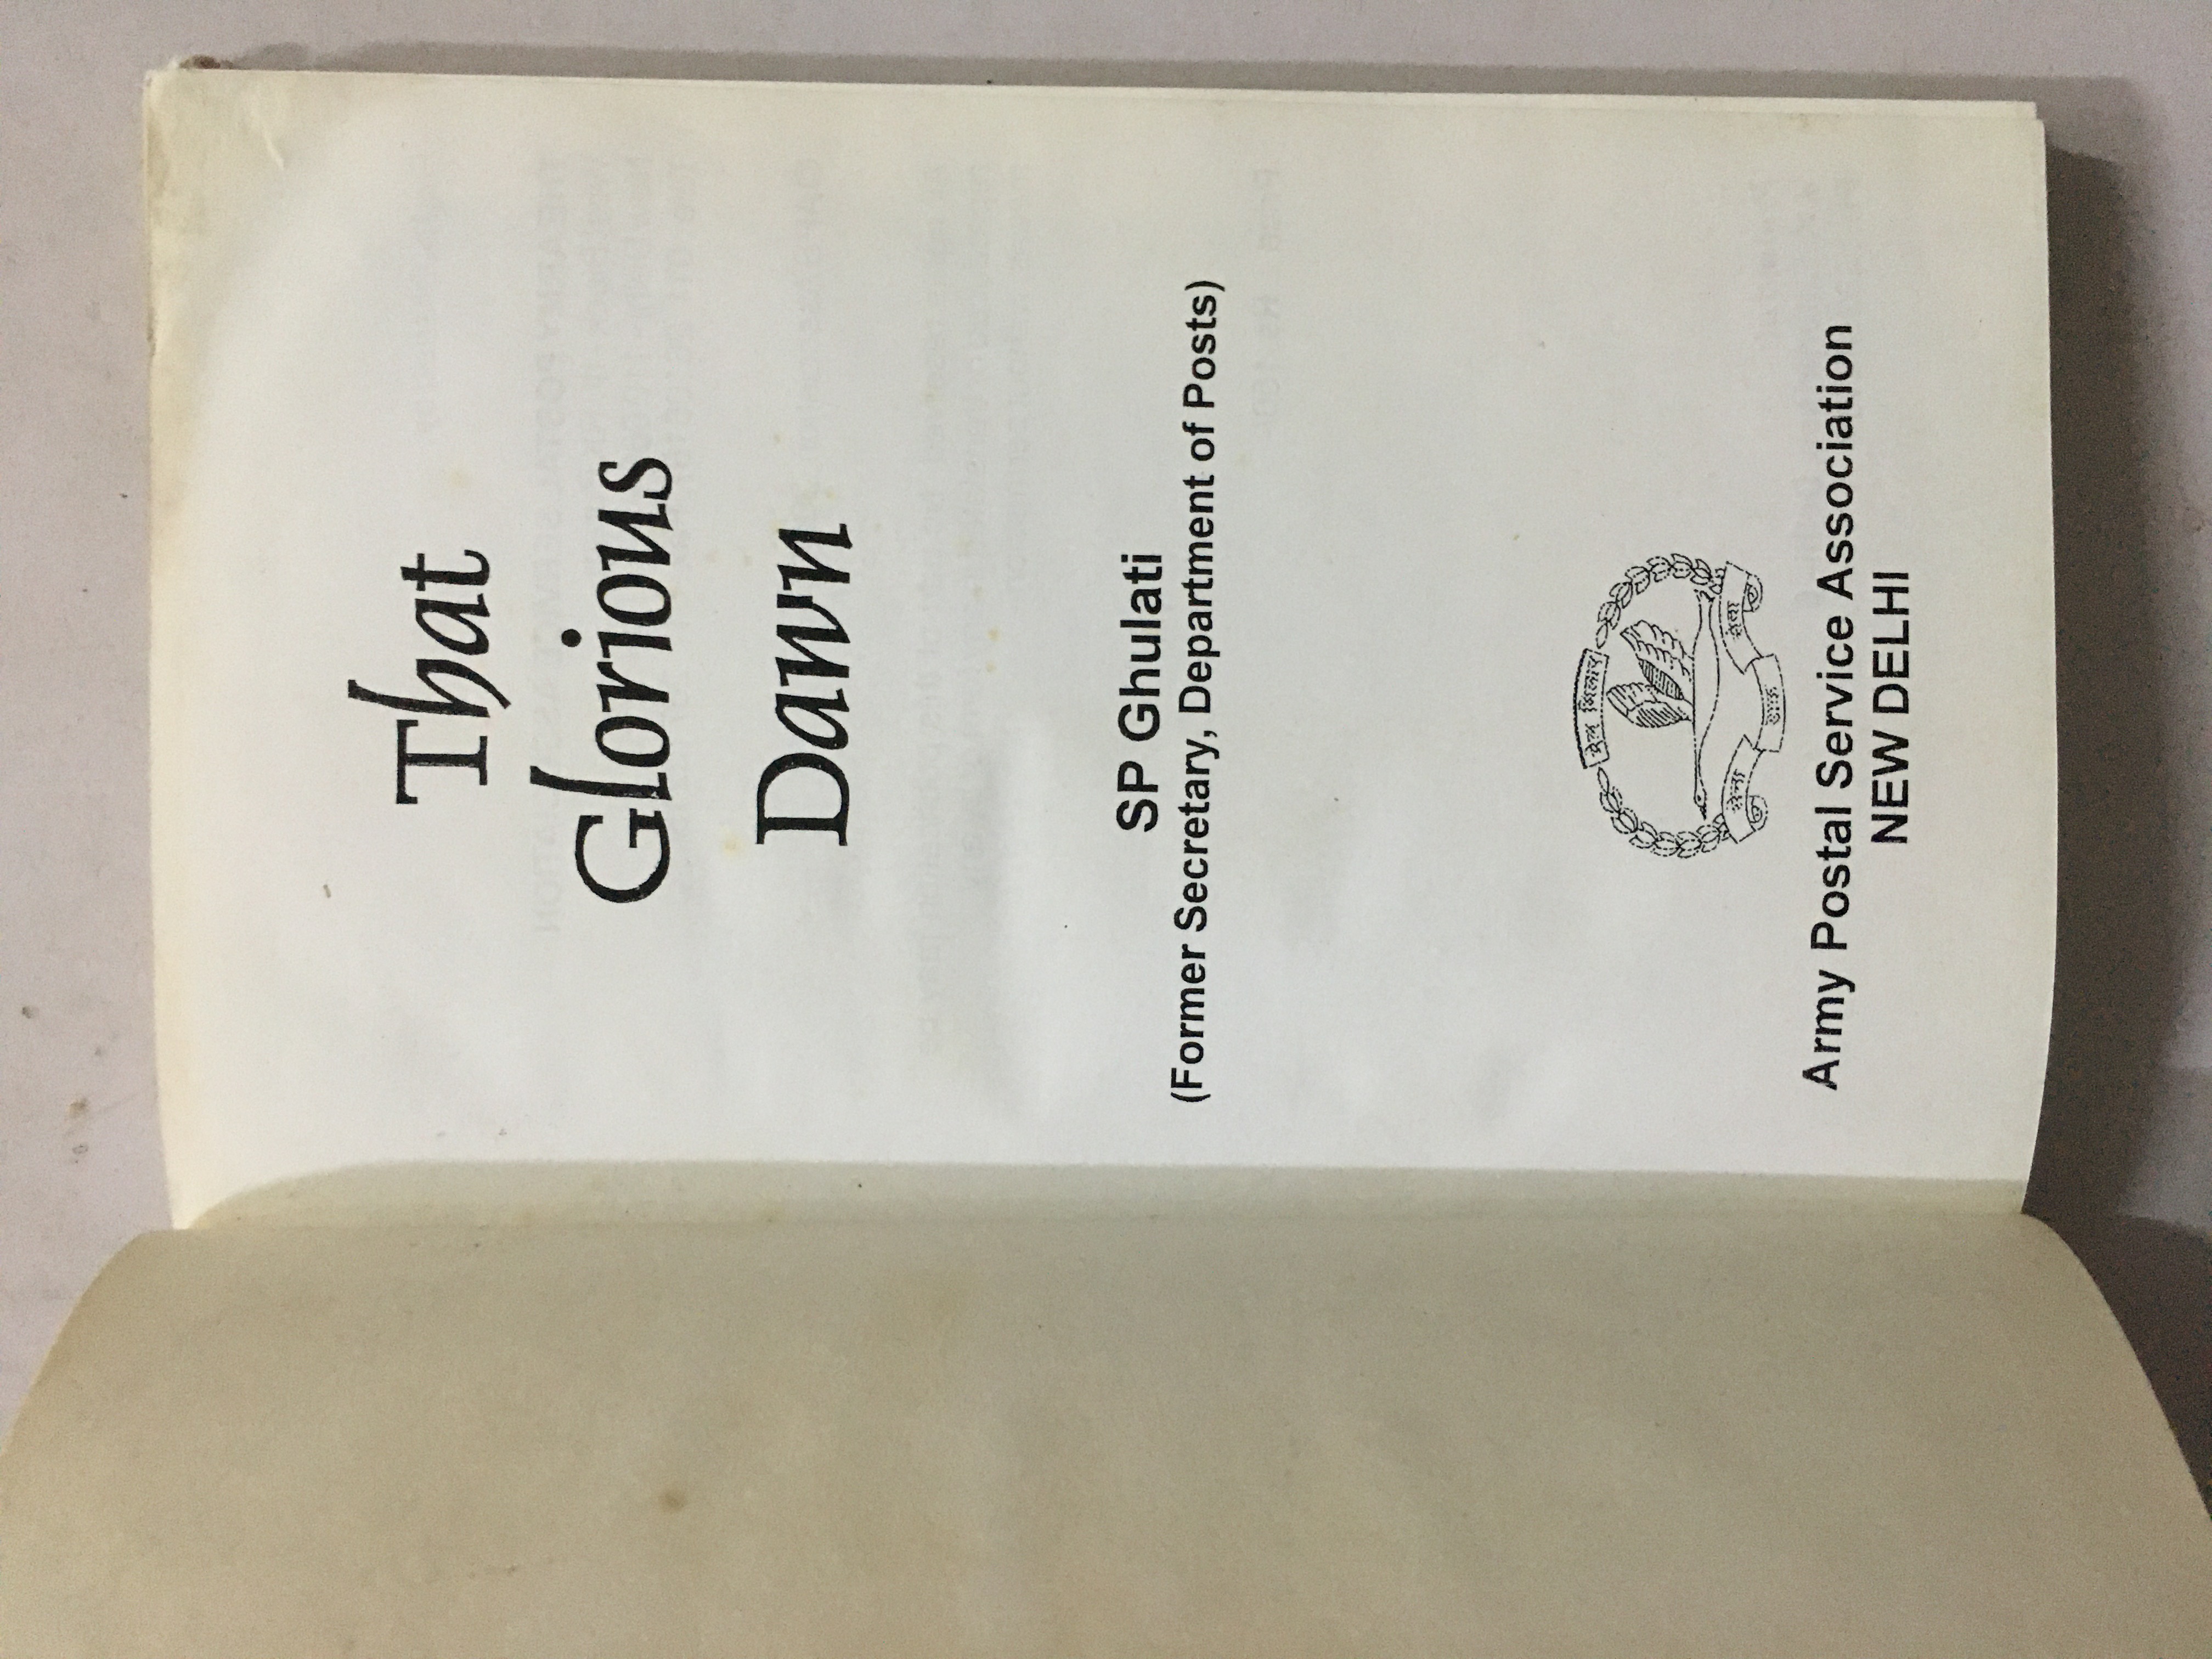 That
Glorious
Dawn
SP Ghulati
(Former Secretary, Department of Posts)
मेल मिलाप
सेना डाक सेवा
Army Postal Service Association
NEW DELHI